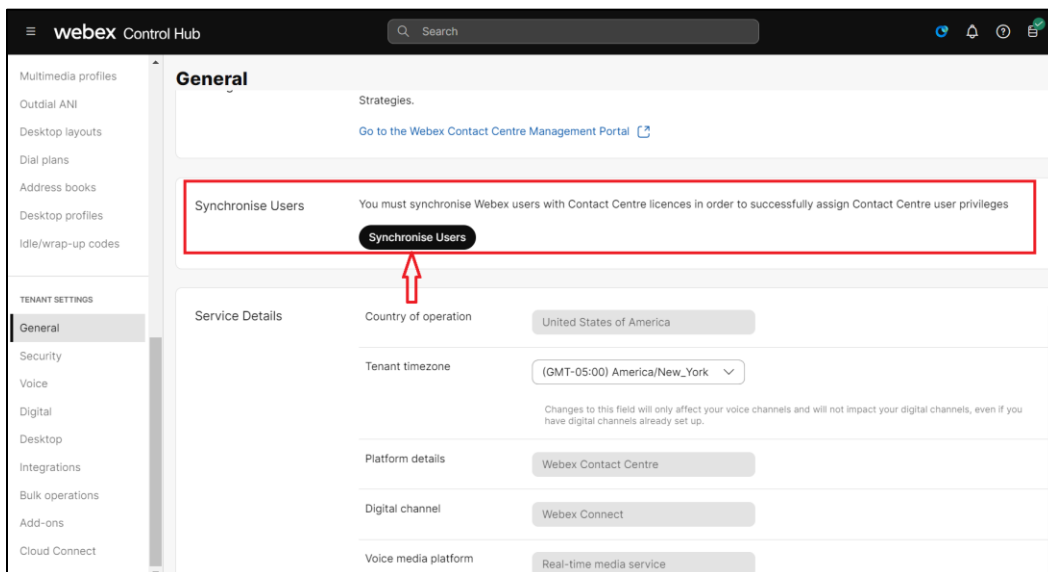 webex Control Hub
Search
Multimedia profiles
Outdial ANI
Desktop layouts
Dial plans
Address books
Desktop profiles
Idle/wrap-up codes
TENANT SETTINGS
General
Security
Voice
Digital
Desktop
Integrations
Bulk operations
Add-ons
Cloud Connect
General
Strategies.
Go to the Webex Contact Centre Management Portal
Synchronise Users
You must synchronise Webex users with Contact Centre licences in order to successfully assign Contact Centre user privileges
Synchronise Users
Service Details
Country of operation
United States of America
Tenant timezone
(GMT-05:00) America/New_York
Changes to this field will only affect your voice channels and will not impact your digital channels, even if you
have digital channels already set up.
Platform details
Webex Contact Centre
Digital channel
Webex Connect
Voice media platform
Real-time media service